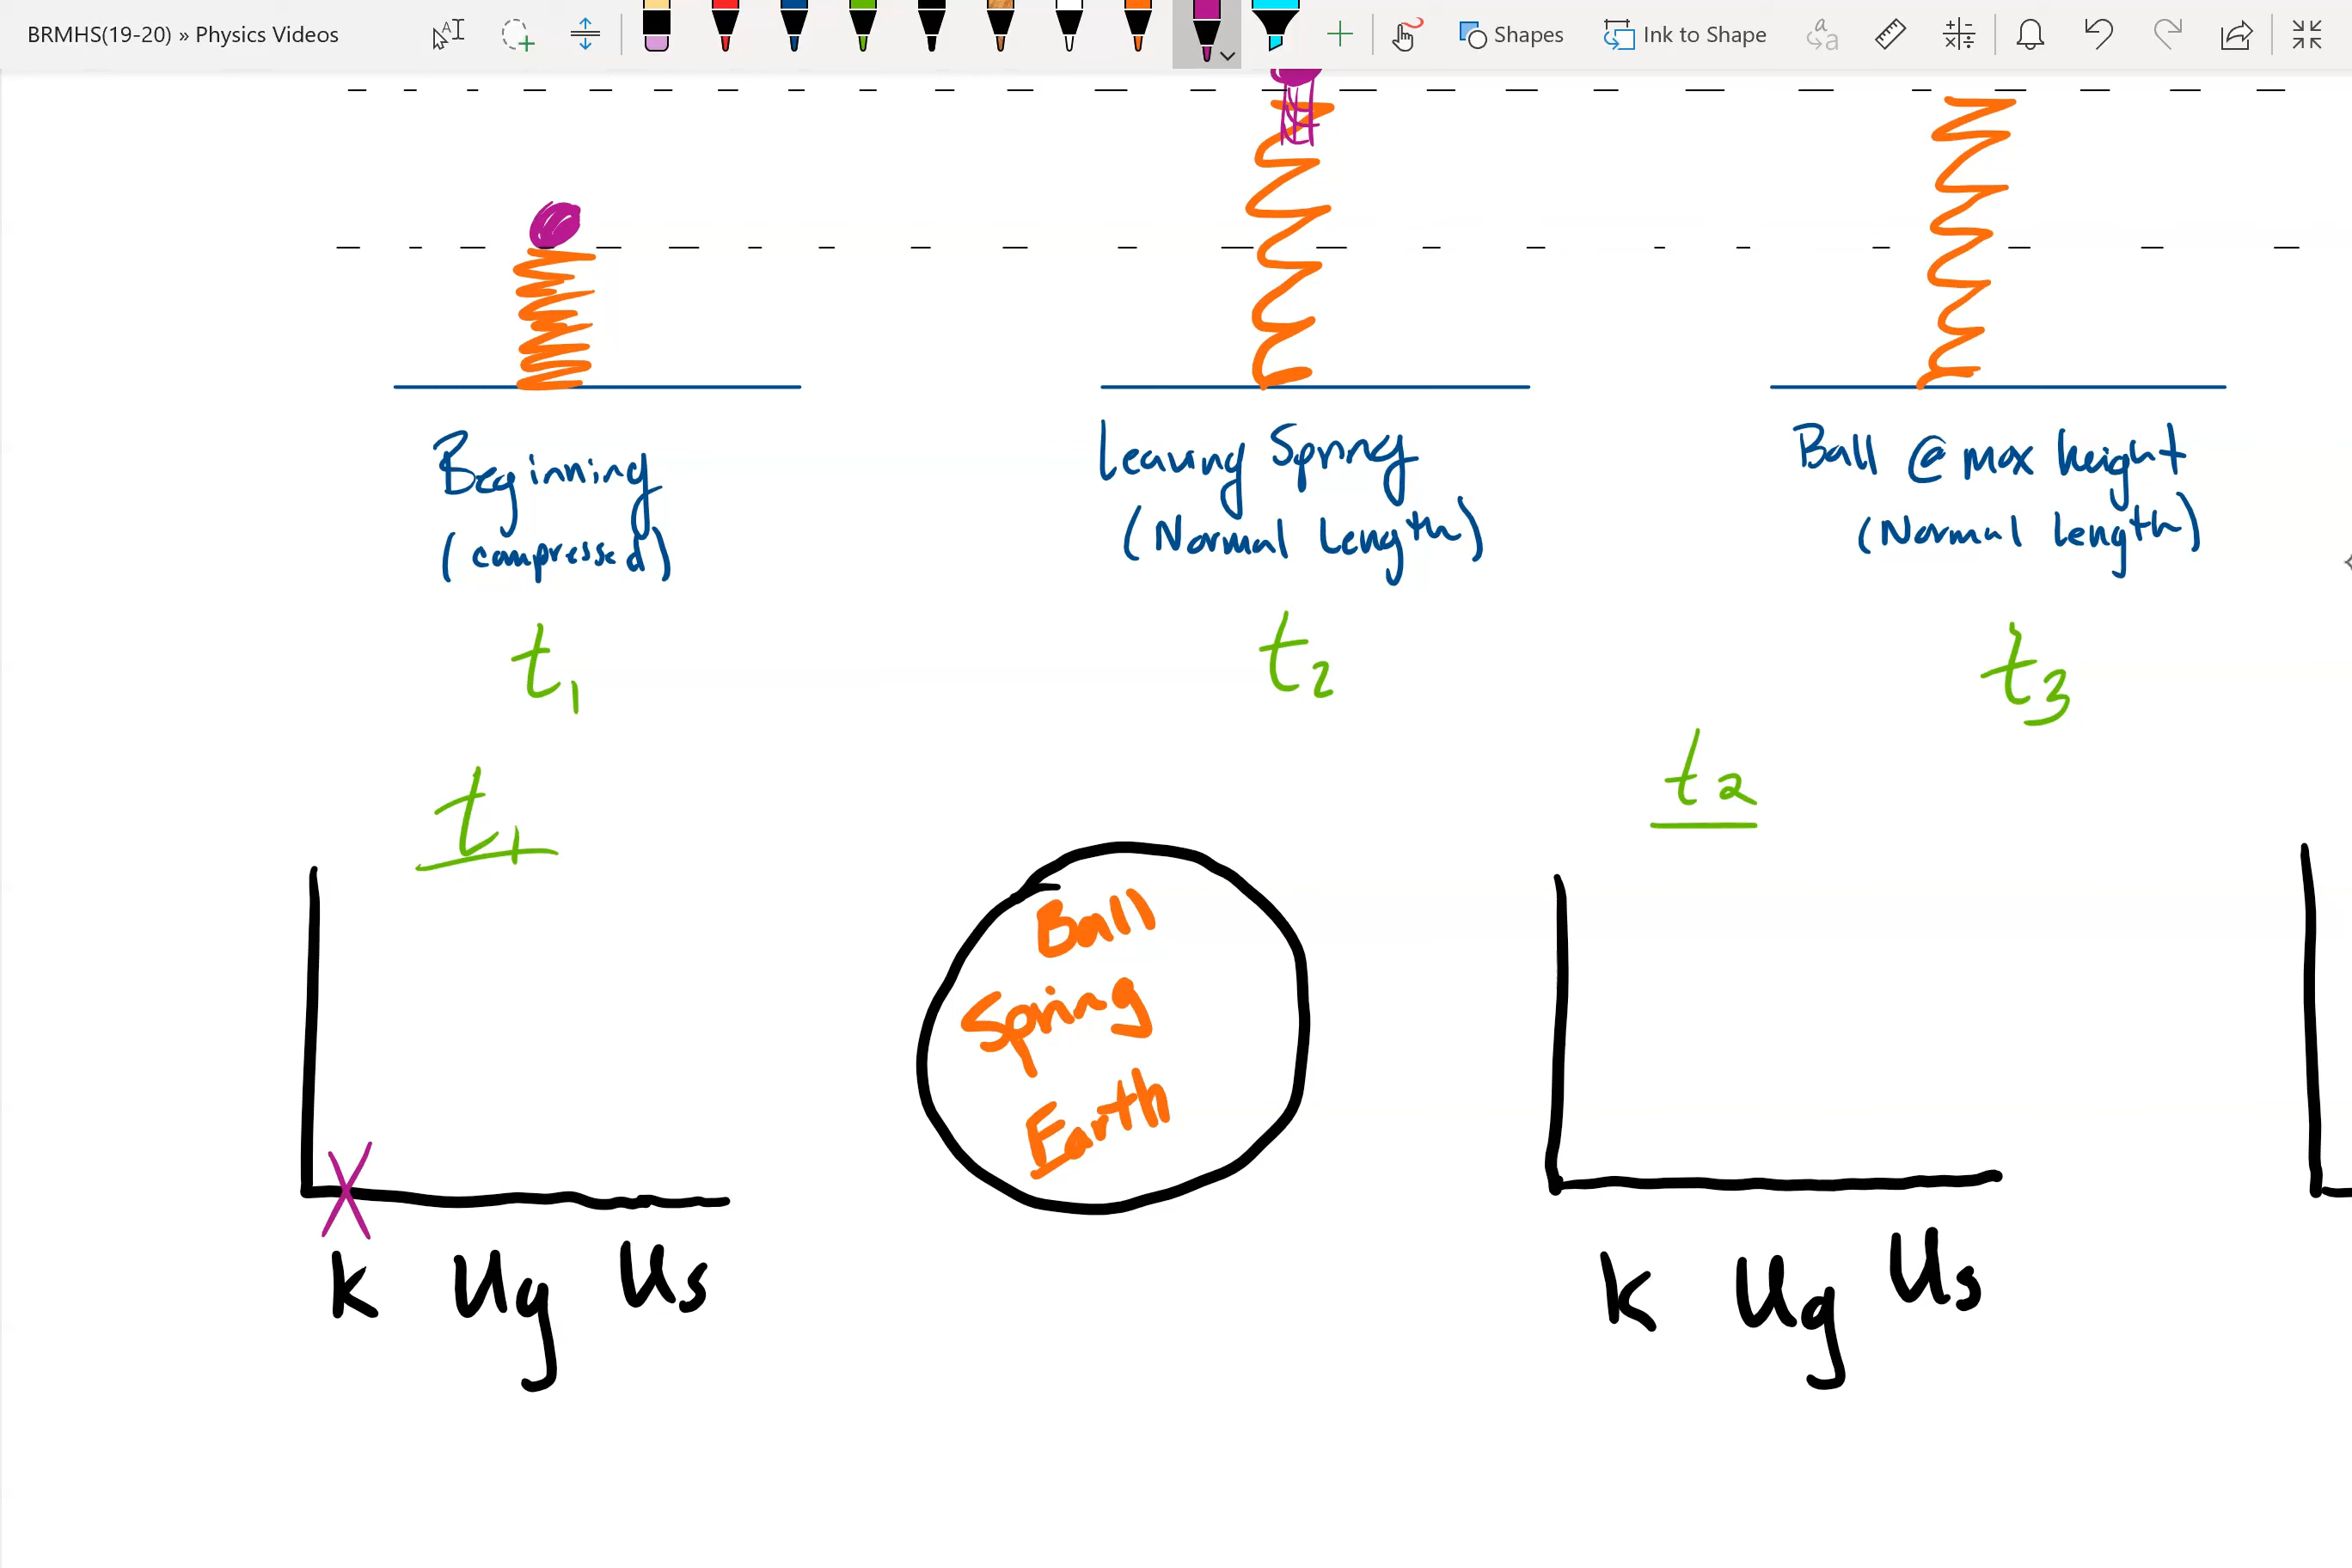 BRMHS(19-20) » Physics Videos
Shapes
Ink to Shape
Beginning
(compressed)
Leaving Spring
(Normal Length)
Ball @ max height
(Normal Length)
t1
t2
t3
t1
t2
Ball
Spring
Earth
K Ug Us
K Ug Us